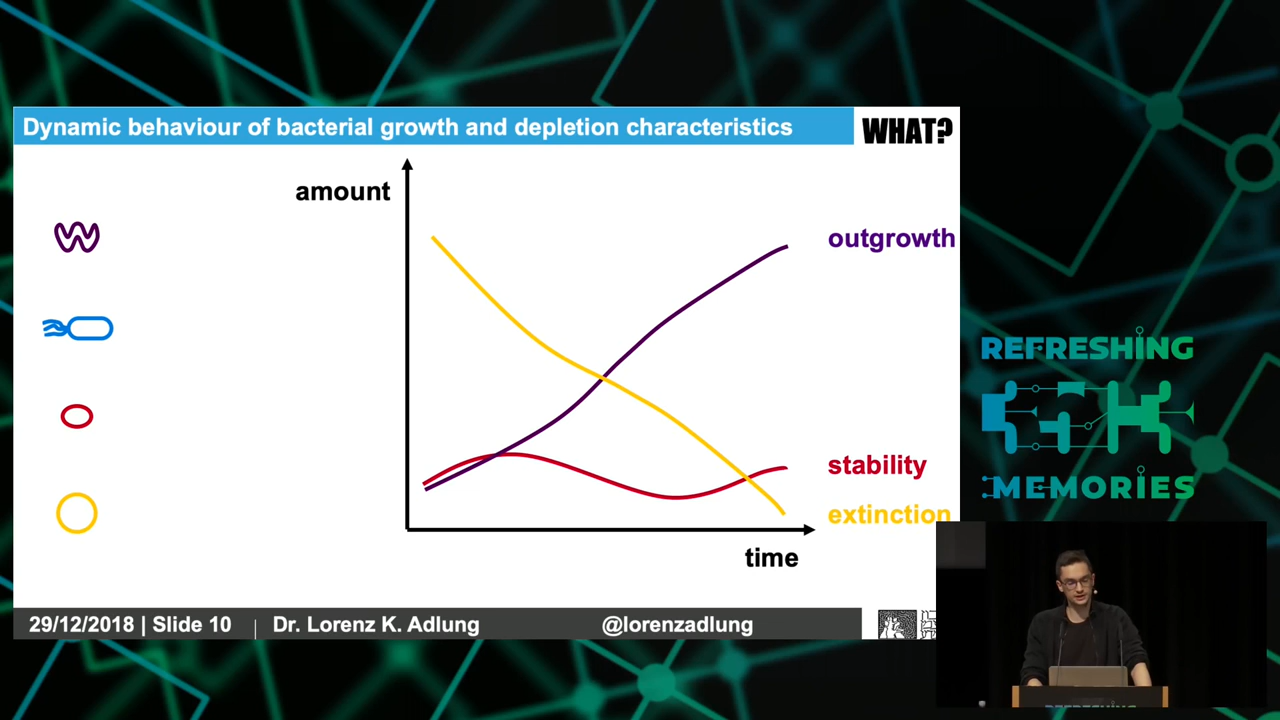 Dynamic behaviour of bacterial growth and depletion characteristics
WHAT?
amount
outgrowth
stability
extinction
time
29/12/2018 | Slide 10 | Dr. Lorenz K. Adlung @lorenzadlung
REFRESHING
MEMORIES
REFRESHING